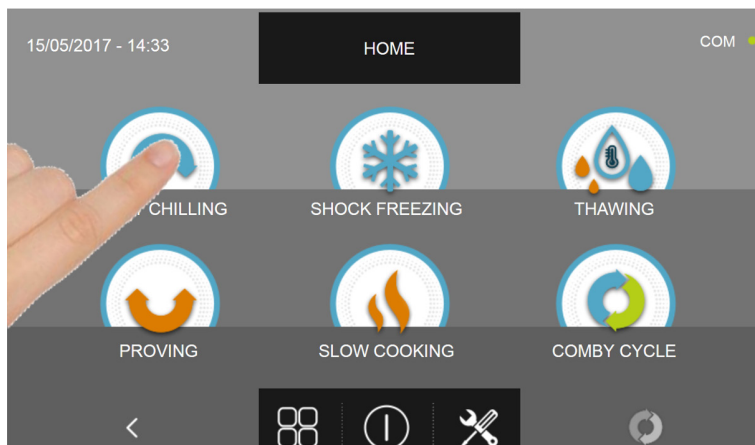 15/05/2017 - 14:33
HOME
COM
CHILLING
SHOCK FREEZING
THAWING
PROVING
SLOW COOKING
COMBY CYCLE